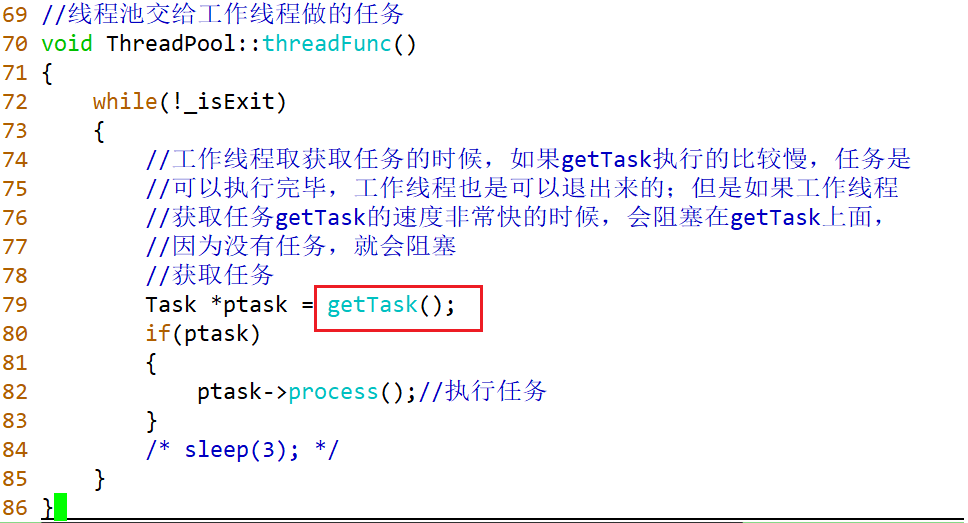 69 //线程池交给工作线程做的任务
70 void ThreadPool::threadFunc()
71 {
72     while(!_isExit)
73     {
74         //工作线程取获取任务的时候，如果getTask执行的比较慢，任务是
75         //可以执行完毕，工作线程也是可以退出来的；但是如果工作线程
76         //获取任务getTask的速度非常快的时候，会阻塞在getTask上面，
77         //因为没有任务，就会阻塞
78         //获取任务
79         Task *ptask = getTask();
80         if(ptask)
81         {
82             ptask->process();//执行任务
83         }
84         /* sleep(3); */
85     }
86 }